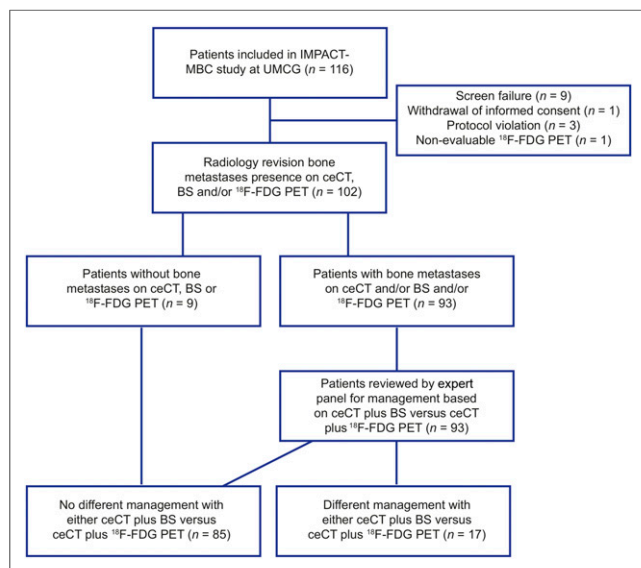 Patients included in IMPACT-
MBC study at UMCG (n = 116)
Screen failure (n = 9)
Withdrawal of informed consent (n = 1)
Protocol violation (n = 3)
Non-evaluable ¹⁸F-FDG PET (n = 1)
Radiology revision bone
metastases presence on ceCT,
BS and/or ¹⁸F-FDG PET (n = 102)
Patients without bone
metastases on ceCT, BS or
¹⁸F-FDG PET (n = 9)
Patients with bone metastases
on ceCT and/or BS and/or
¹⁸F-FDG PET (n = 93)
Patients reviewed by expert
panel for management based
on ceCT plus BS versus ceCT
plus ¹⁸F-FDG PET (n = 93)
No different management with
either ceCT plus BS versus
ceCT plus ¹⁸F-FDG PET (n = 85)
Different management with
either ceCT plus BS versus
ceCT plus ¹⁸F-FDG PET (n = 17)